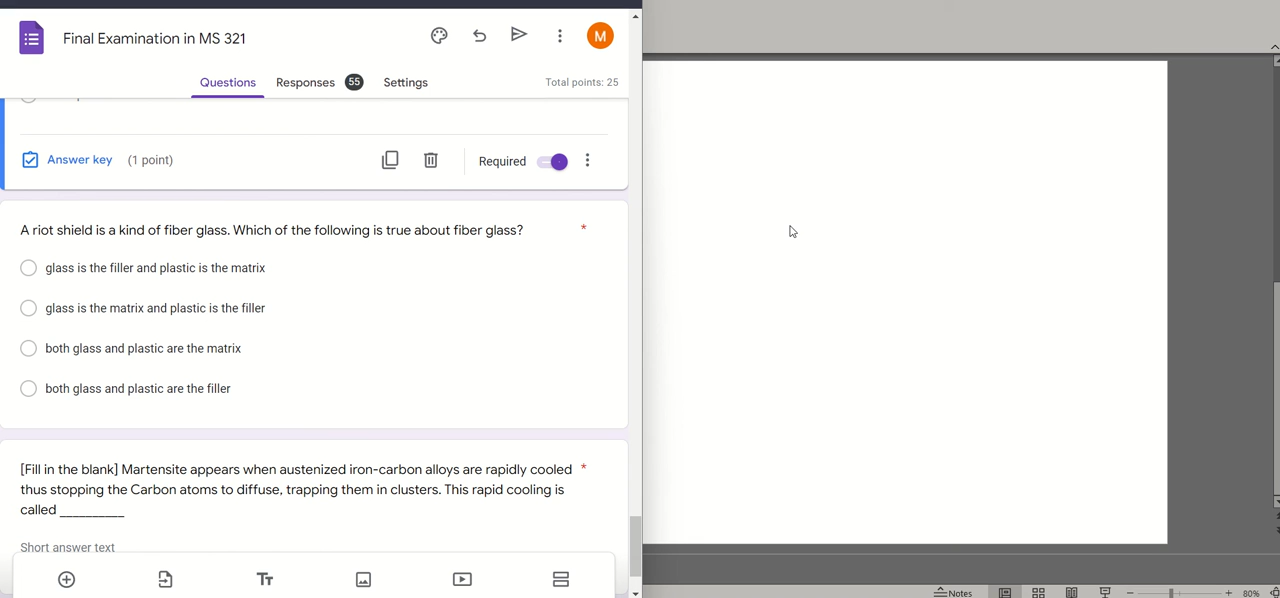 Final Examination in MS 321
M
Questions
Responses 55
Settings
Total points: 25
Answer key (1 point)
Required
A riot shield is a kind of fiber glass. Which of the following is true about fiber glass? *
glass is the filler and plastic is the matrix
glass is the matrix and plastic is the filler
both glass and plastic are the matrix
both glass and plastic are the filler
[Fill in the blank] Martensite appears when austenized iron-carbon alloys are rapidly cooled *
thus stopping the Carbon atoms to diffuse, trapping them in clusters. This rapid cooling is
called __________
Short answer text
Tt
Notes
80%